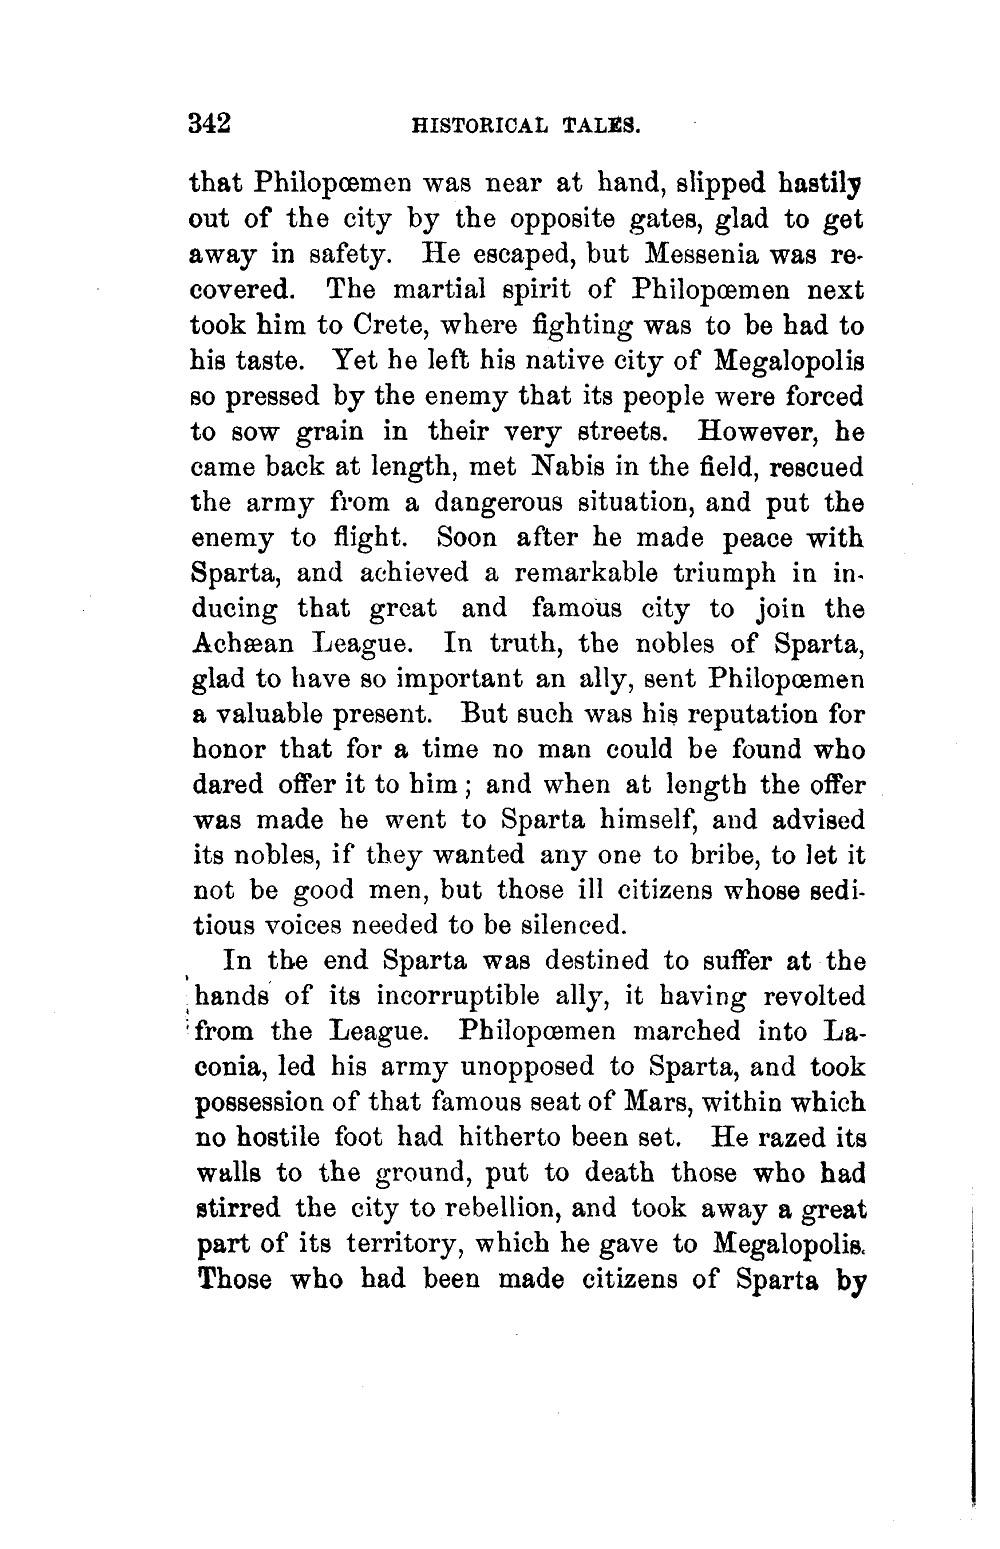 342 HISTORICAL TALES.
that Philopœmen was near at hand, slipped hastily
out of the city by the opposite gates, glad to get
away in safety. He escaped, but Messenia was re-
covered. The martial spirit of Philopœmen next
took him to Crete, where fighting was to be had to
his taste. Yet he left his native city of Megalopolis
so pressed by the enemy that its people were forced
to sow grain in their very streets. However, he
came back at length, met Nabis in the field, rescued
the army from a dangerous situation, and put the
enemy to flight. Soon after he made peace with
Sparta, and achieved a remarkable triumph in in-
ducing that great and famous city to join the
Achæan League. In truth, the nobles of Sparta,
glad to have so important an ally, sent Philopœmen
a valuable present. But such was his reputation for
honor that for a time no man could be found who
dared offer it to him; and when at length the offer
was made he went to Sparta himself, and advised
its nobles, if they wanted any one to bribe, to let it
not be good men, but those ill citizens whose sedi-
tious voices needed to be silenced.
In the end Sparta was destined to suffer at the
hands of its incorruptible ally, it having revolted
from the League. Philopœmen marched into La-
conia, led his army unopposed to Sparta, and took
possession of that famous seat of Mars, within which
no hostile foot had hitherto been set. He razed its
walls to the ground, put to death those who had
stirred the city to rebellion, and took away a great
part of its territory, which he gave to Megalopolis.
Those who had been made citizens of Sparta by